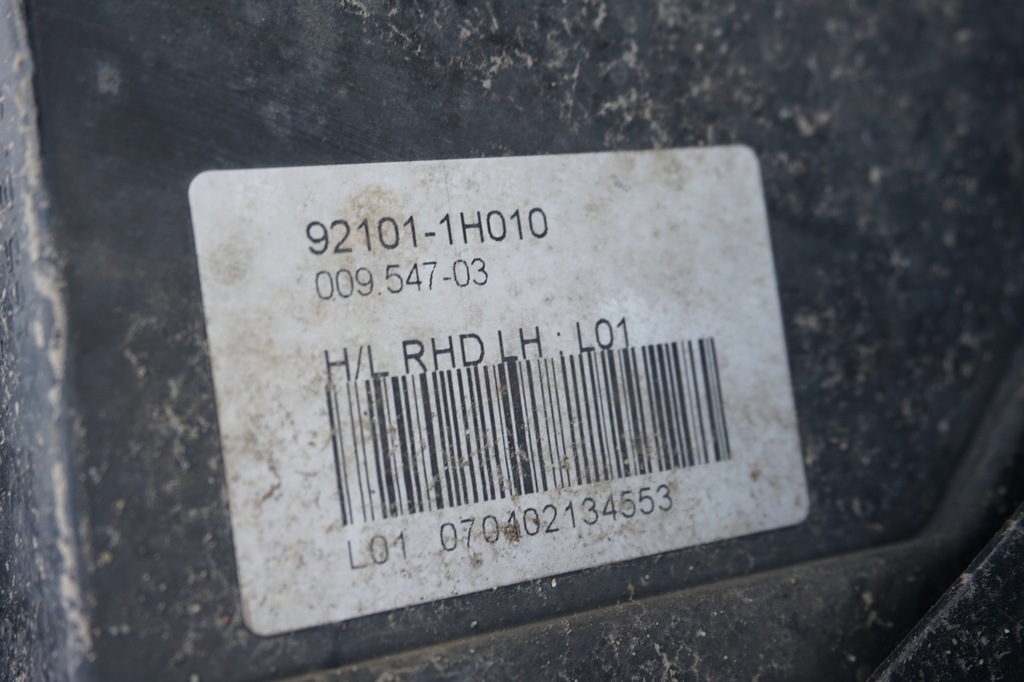 92101-1H010
009.547-03
H/L RHD LH : L01
L01 070402134553